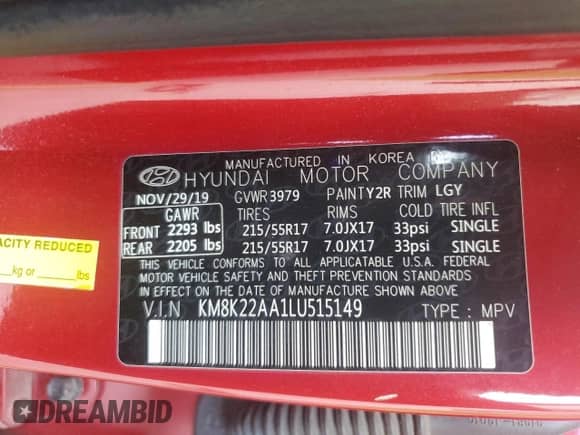 MANUFACTURED IN KOREA
HYUNDAI MOTOR COMPANY
NOV/29/19 GVWR 3979 PAINT Y2R TRIM LGY
GAWR TIRES RIMS COLD TIRE INFL
FRONT 2293 lbs 215/55R17 7.0JX17 33psi SINGLE
REAR 2205 lbs 215/55R17 7.0JX17 33psi SINGLE
THIS VEHICLE CONFORMS TO ALL APPLICABLE U.S.A. FEDERAL
MOTOR VEHICLE SAFETY, BUMPER, AND THEFT PREVENTION
STANDARDS IN EFFECT ON THE DATE OF MANUFACTURE SHOWN
ABOVE.
V.I.N KM8K22AA1LU515149 TYPE : MPV
ACITY REDUCED
kg or lbs
DREAMBID